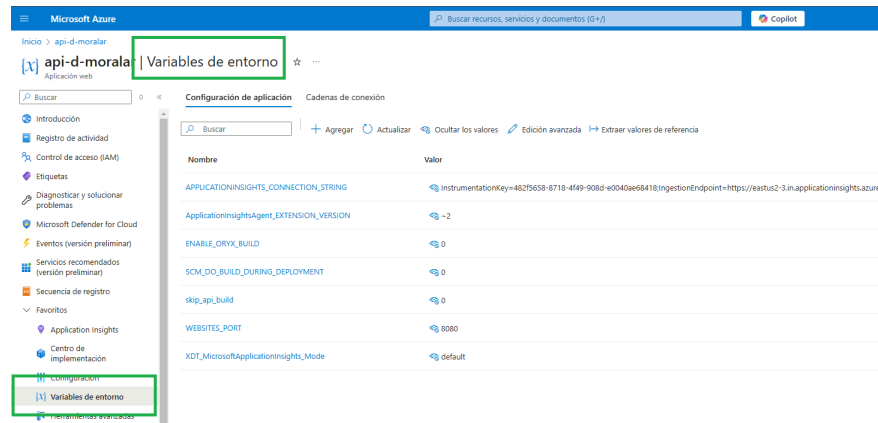 Microsoft Azure
Buscar recursos, servicios y documentos (G+/)
Copilot
Inicio > api-d-moralar
{x} api-d-moralar | Variables de entorno
Aplicación web
Buscar
Introducción
Registro de actividad
Control de acceso (IAM)
Etiquetas
Diagnosticar y solucionar
problemas
Microsoft Defender for Cloud
Eventos (versión preliminar)
Servicios recomendados
(versión preliminar)
Secuencia de registro
Favoritos
Application Insights
Centro de
implementación
Configuración
{x} Variables de entorno
Herramientas avanzadas
Configuración de aplicación Cadenas de conexión
Buscar
Agregar Actualizar Ocultar los valores Edición avanzada Extraer valores de referencia
Nombre Valor
APPLICATIONINSIGHTS_CONNECTION_STRING InstrumentationKey=482f5658-8718-4f49-908d-e0040ae68418;IngestionEndpoint=https://eastus2-3.in.applicationinsights.azure
ApplicationInsightsAgent_EXTENSION_VERSION ~2
ENABLE_ORYX_BUILD 0
SCM_DO_BUILD_DURING_DEPLOYMENT 0
skip_api_build 0
WEBSITES_PORT 8080
XDT_MicrosoftApplicationInsights_Mode default